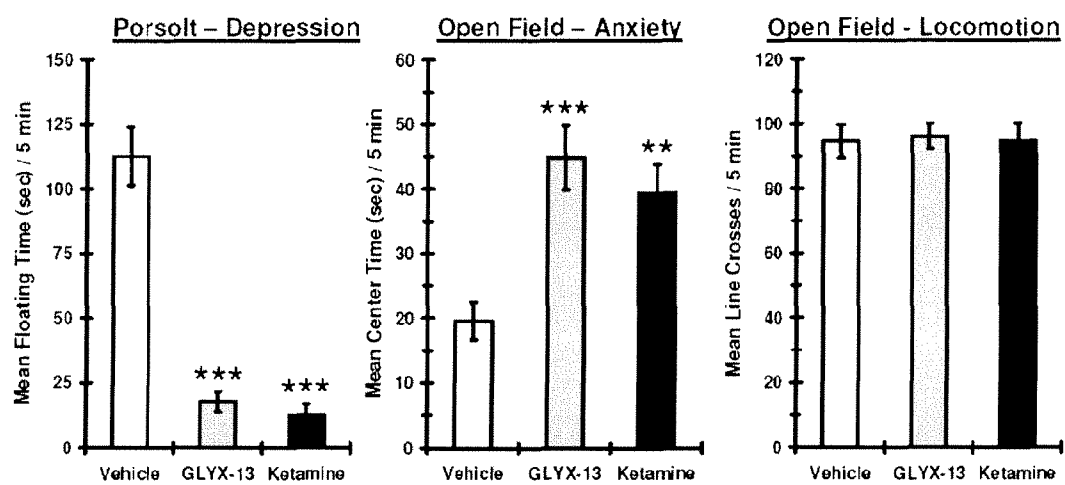 Porsolt – Depression
Mean Floating Time (sec) / 5 min
150
125
100
75
50
25
0
***
***
Vehicle GLYX-13 Ketamine
Open Field – Anxiety
Mean Center Time (sec) / 5 min
60
50
40
30
20
10
0
***
**
Vehicle GLYX-13 Ketamine
Open Field - Locomotion
Mean Line Crosses / 5 min
120
100
80
60
40
20
0
Vehicle GLYX-13 Ketamine